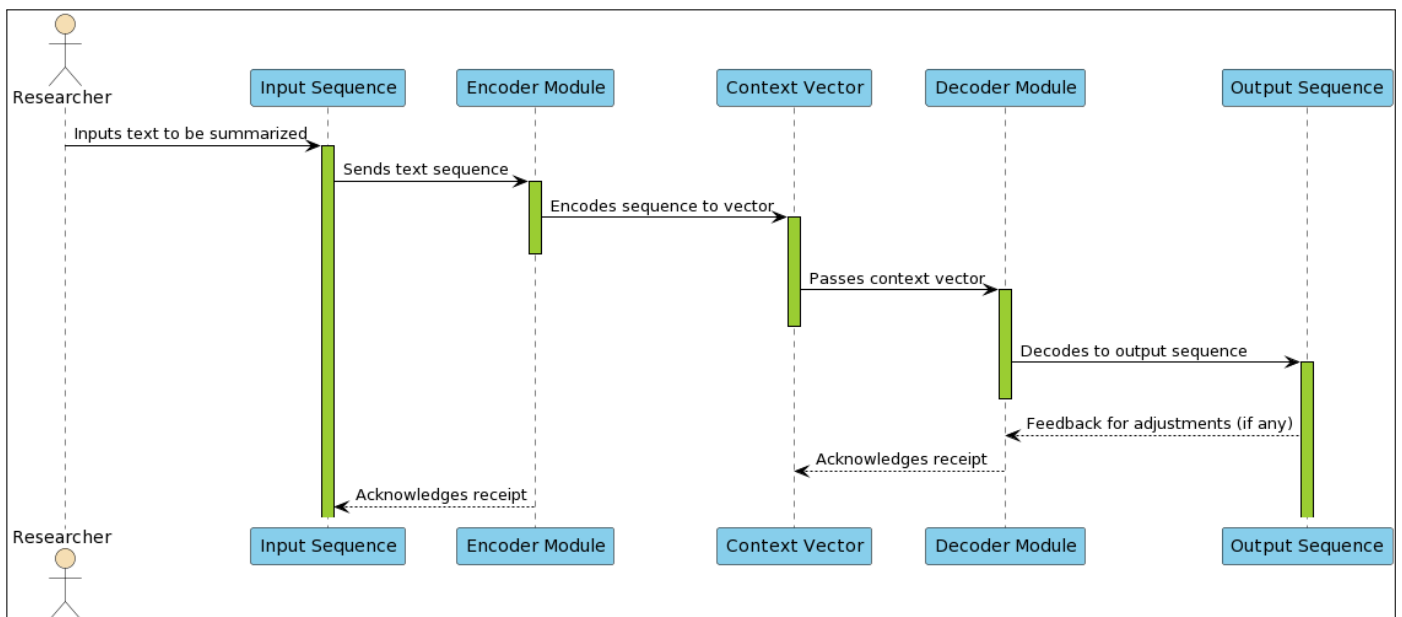 Researcher
Input Sequence
Encoder Module
Context Vector
Decoder Module
Output Sequence
Inputs text to be summarized
Sends text sequence
Encodes sequence to vector
Passes context vector
Decodes to output sequence
Feedback for adjustments (if any)
Acknowledges receipt
Acknowledges receipt
Researcher
Input Sequence
Encoder Module
Context Vector
Decoder Module
Output Sequence